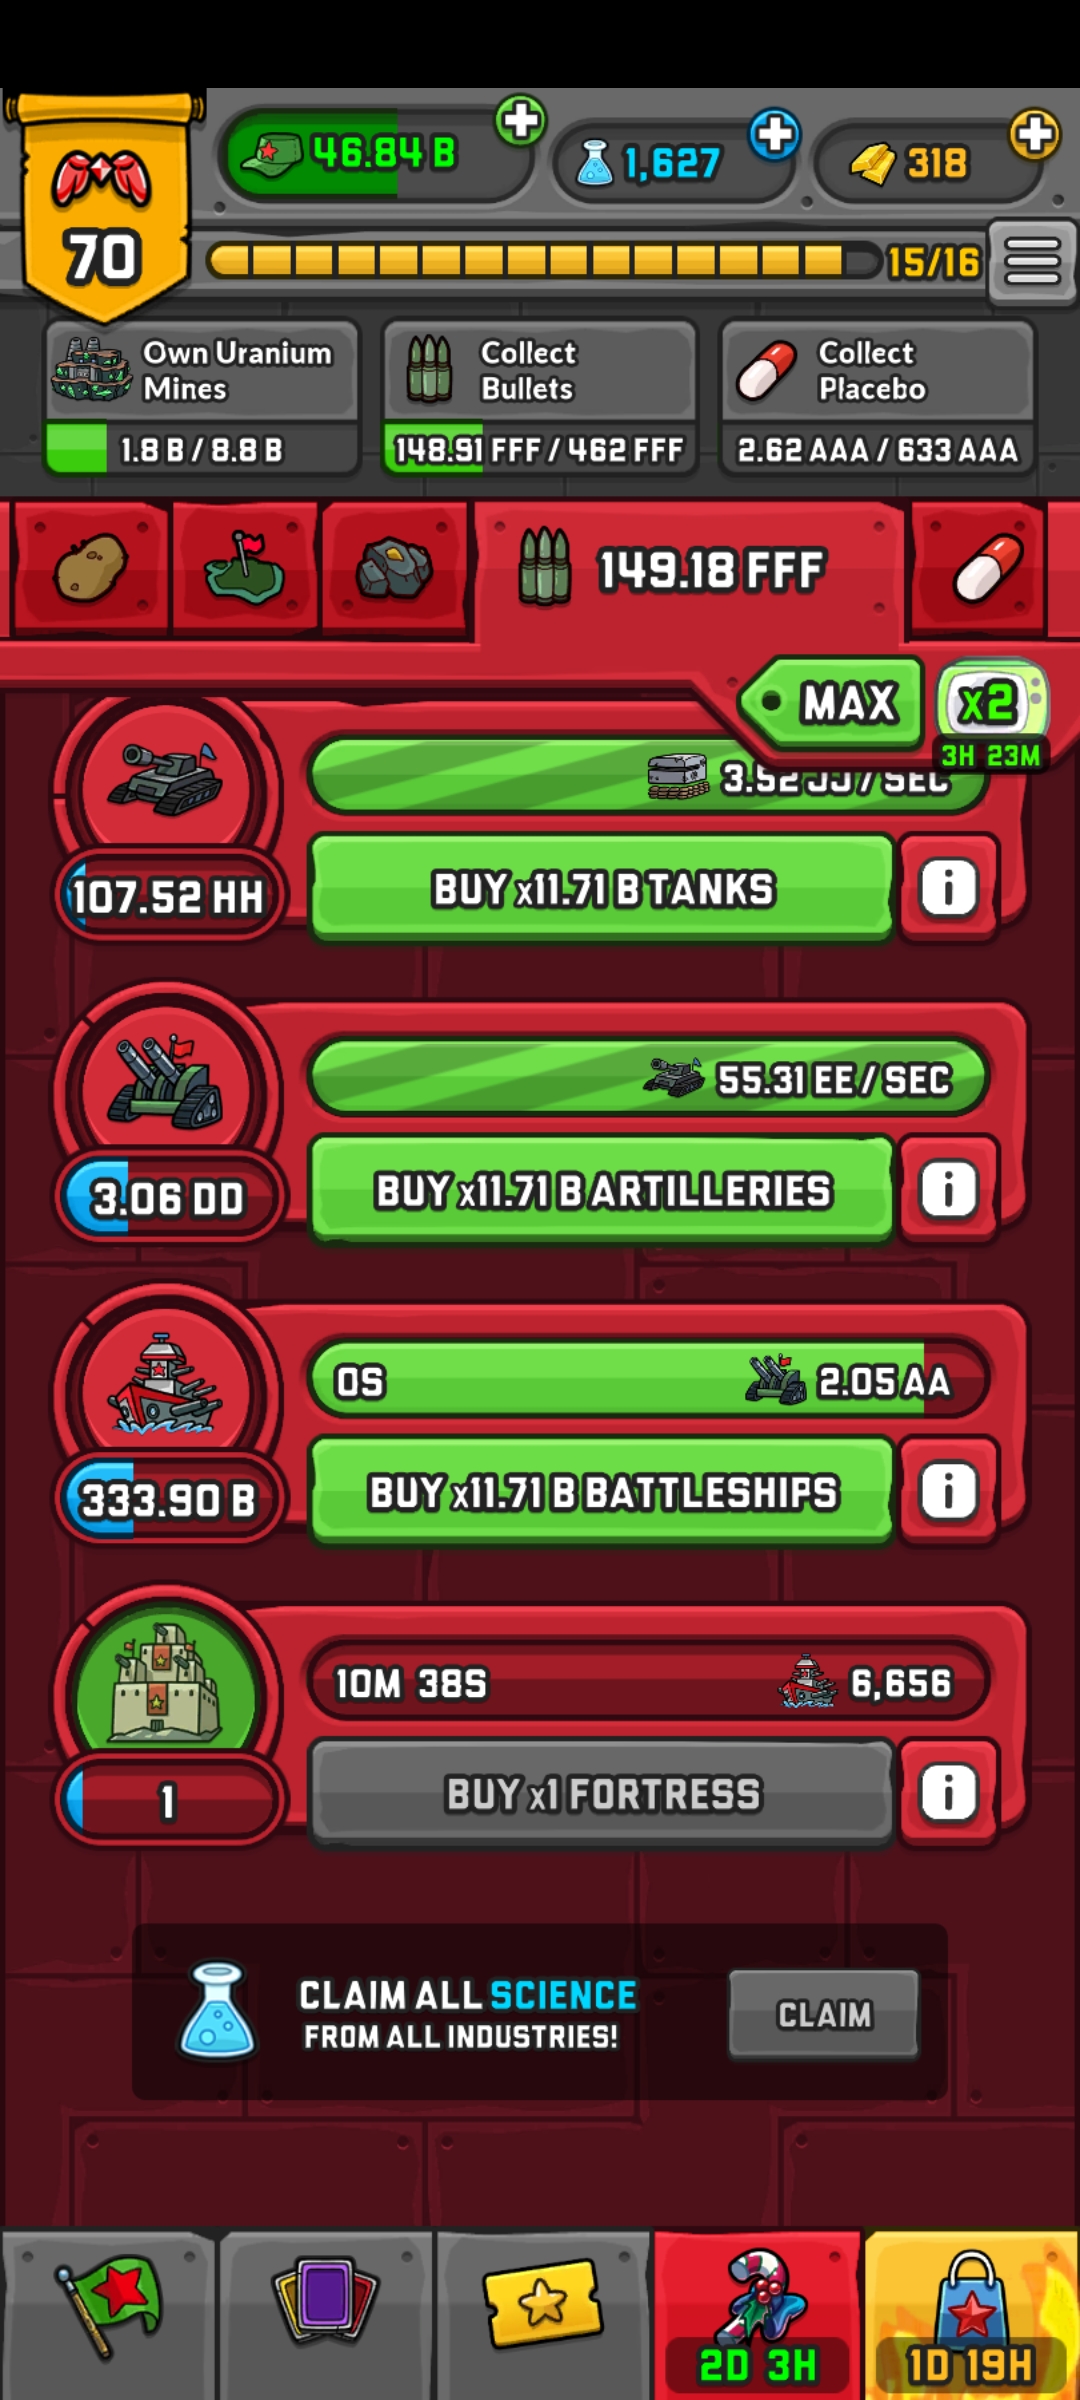 46.84 B
1,627
318
70
15/16
Own Uranium
Mines
1.8 B / 8.8 B
Collect
Bullets
148.91 FFF / 462 FFF
Collect
Placebo
2.62 AAA / 633 AAA
149.18 FFF
MAX
x2
3H 23M
3.52 JJ / SEC
107.52 HH
BUY x11.71 B TANKS
i
55.31 EE / SEC
3.06 DD
BUY x11.71 B ARTILLERIES
i
0S
2.05 AA
333.90 B
BUY x11.71 B BATTLESHIPS
i
10M 38S
6,656
1
BUY x1 FORTRESS
i
CLAIM ALL SCIENCE
FROM ALL INDUSTRIES!
CLAIM
2D 3H
1D 19H